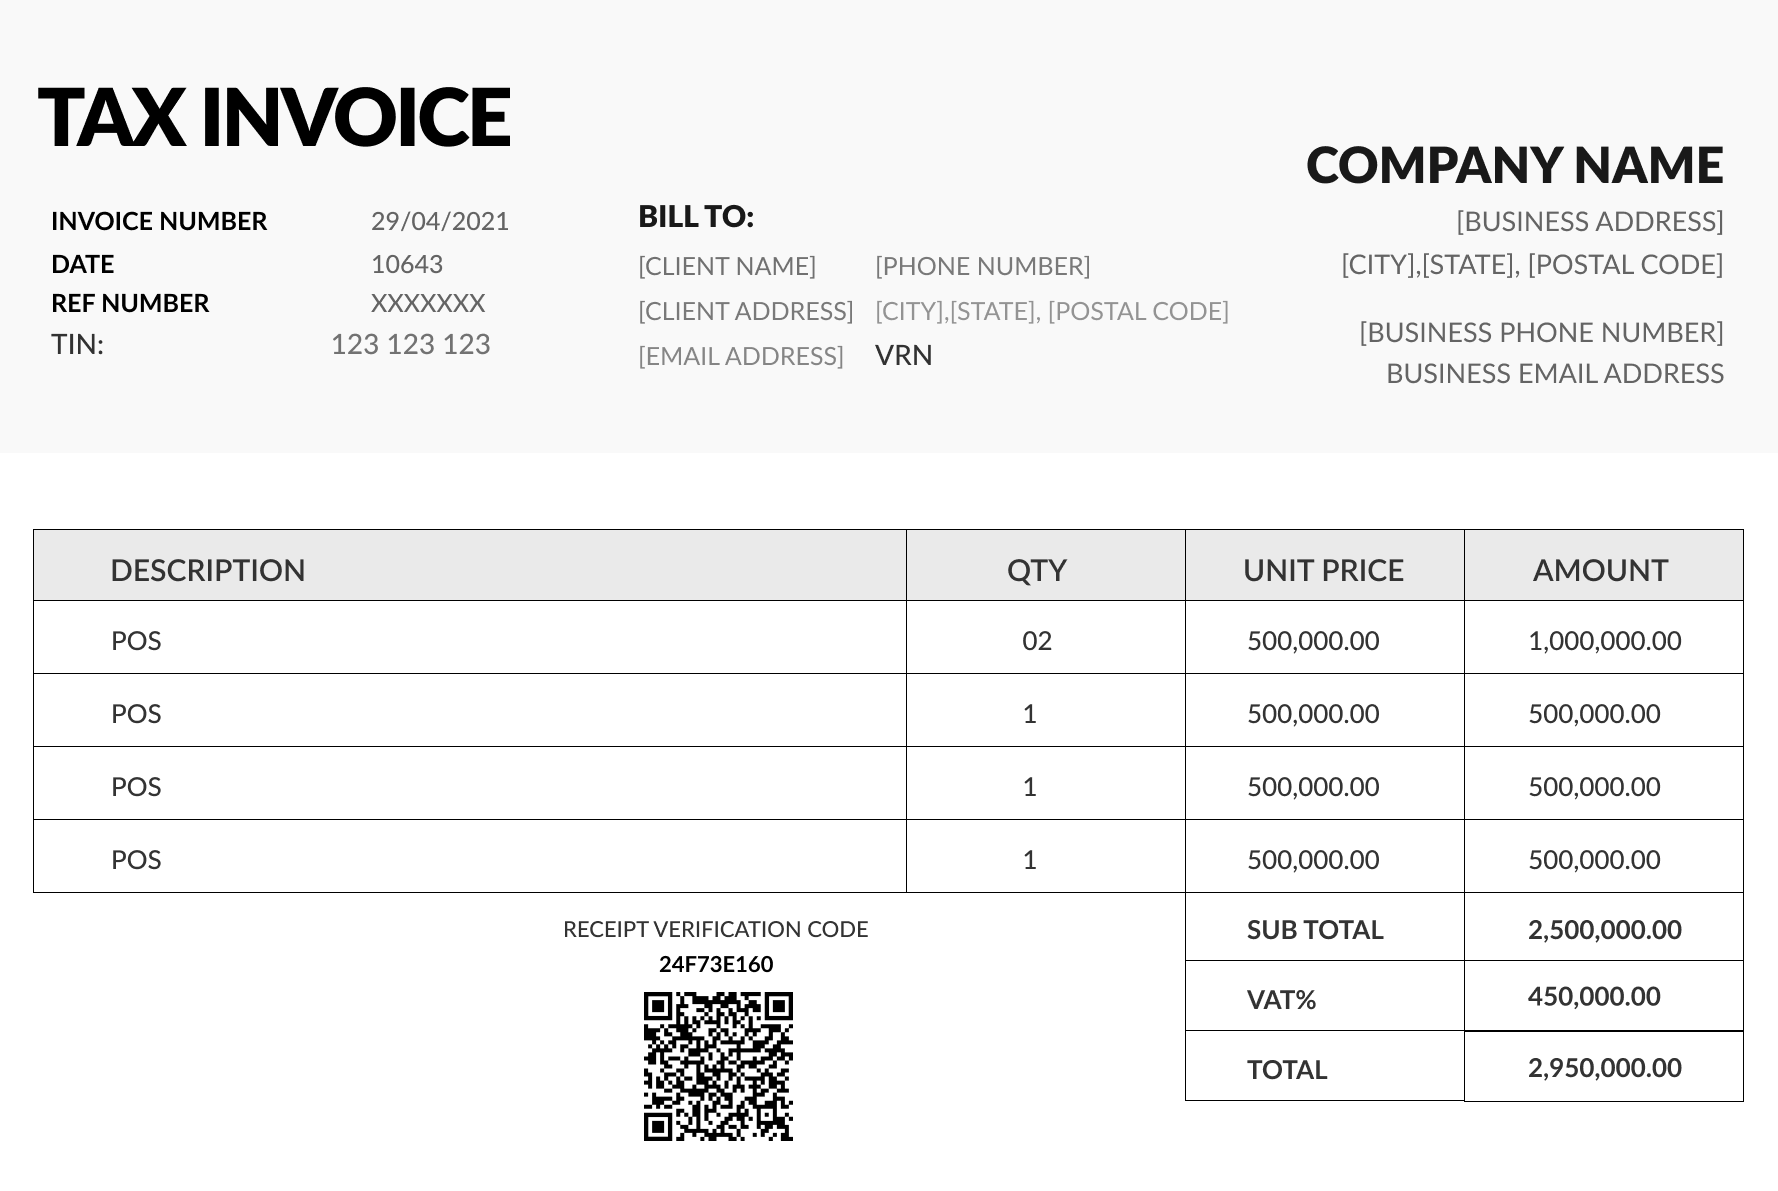 TAX INVOICE
INVOICE NUMBER 29/04/2021
DATE 10643
REF NUMBER XXXXXXX
TIN: 123 123 123
BILL TO:
[CLIENT NAME] [PHONE NUMBER]
[CLIENT ADDRESS] [CITY],[STATE], [POSTAL CODE]
[EMAIL ADDRESS] VRN
COMPANY NAME
[BUSINESS ADDRESS]
[CITY],[STATE], [POSTAL CODE]
[BUSINESS PHONE NUMBER]
BUSINESS EMAIL ADDRESS
DESCRIPTION QTY UNIT PRICE AMOUNT
POS 02 500,000.00 1,000,000.00
POS 1 500,000.00 500,000.00
POS 1 500,000.00 500,000.00
POS 1 500,000.00 500,000.00
SUB TOTAL 2,500,000.00
VAT% 450,000.00
TOTAL 2,950,000.00
RECEIPT VERIFICATION CODE
24F73E160